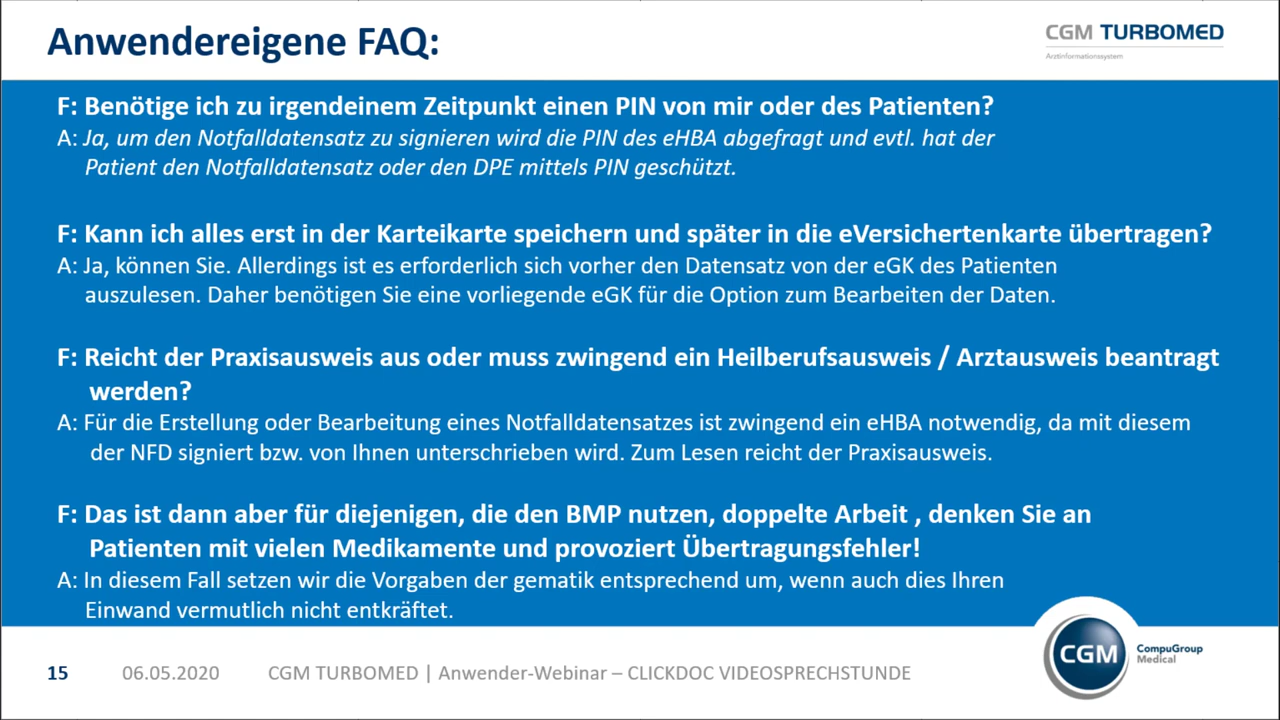 Anwendereigene FAQ:
CGM TURBOMED
Arztinformationssystem
F: Benötige ich zu irgendeinem Zeitpunkt einen PIN von mir oder des Patienten?
A: Ja, um den Notfalldatensatz zu signieren wird die PIN des eHBA abgefragt und evtl. hat der
Patient den Notfalldatensatz oder den DPE mittels PIN geschützt.
F: Kann ich alles erst in der Karteikarte speichern und später in die eVersichertenkarte übertragen?
A: Ja, können Sie. Allerdings ist es erforderlich sich vorher den Datensatz von der eGK des Patienten
auszulesen. Daher benötigen Sie eine vorliegende eGK für die Option zum Bearbeiten der Daten.
F: Reicht der Praxisausweis aus oder muss zwingend ein Heilberufsausweis / Arztausweis beantragt
werden?
A: Für die Erstellung oder Bearbeitung eines Notfalldatensatzes ist zwingend ein eHBA notwendig, da mit diesem
der NFD signiert bzw. von Ihnen unterschrieben wird. Zum Lesen reicht der Praxisausweis.
F: Das ist dann aber für diejenigen, die den BMP nutzen, doppelte Arbeit , denken Sie an
Patienten mit vielen Medikamente und provoziert Übertragungsfehler!
A: In diesem Fall setzen wir die Vorgaben der gematik entsprechend um, wenn auch dies Ihren
Einwand vermutlich nicht entkräftet.
15 06.05.2020 CGM TURBOMED | Anwender-Webinar – CLICKDOC VIDEOSPRECHSTUNDE
CGM
CompuGroup
Medical